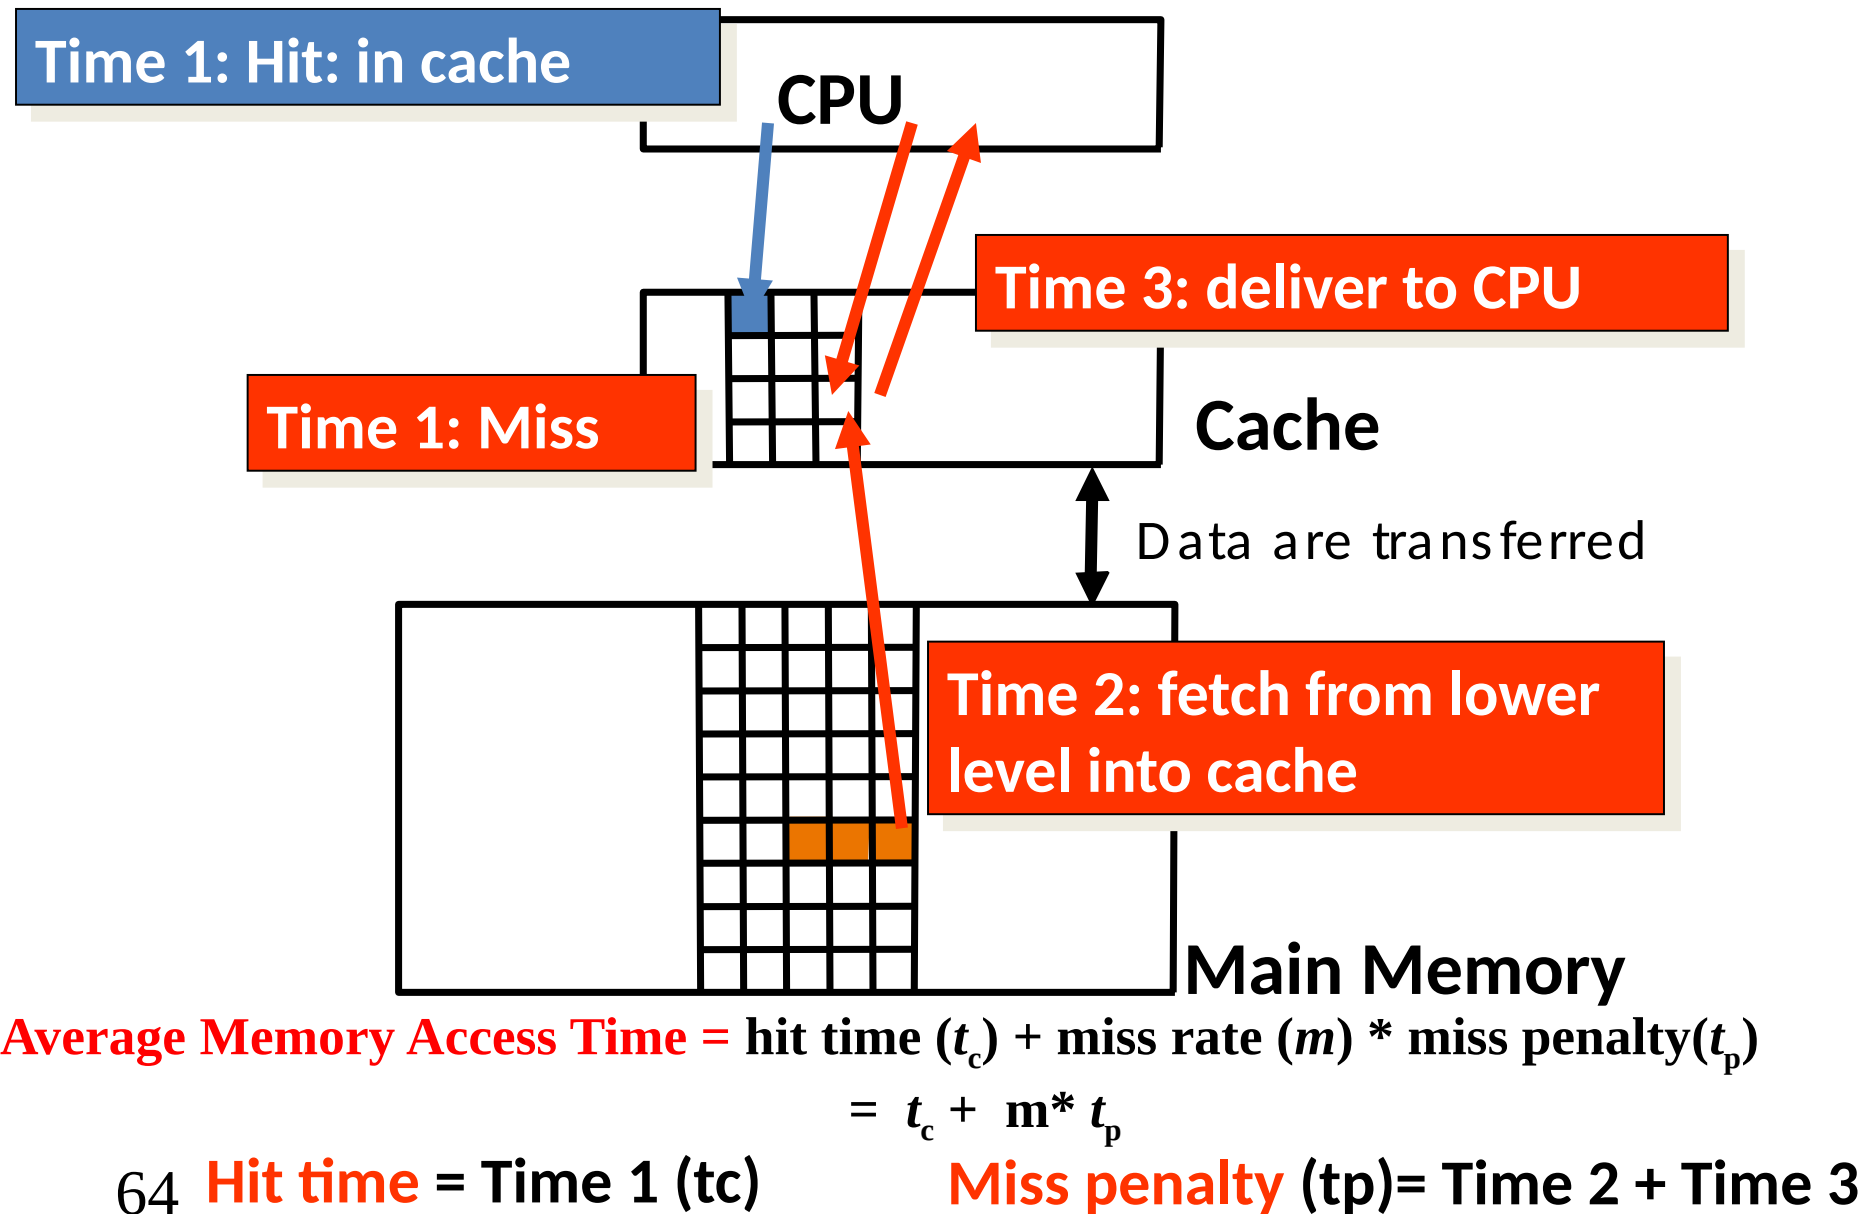 Time 1: Hit: in cache
CPU
Time 3: deliver to CPU
Time 1: Miss
Cache
Data are transferred
Time 2: fetch from lower
level into cache
Main Memory
Average Memory Access Time = hit time (tc) + miss rate (m) * miss penalty(tp)
= tc + m* tp
64 Hit time = Time 1 (tc) Miss penalty (tp)= Time 2 + Time 3